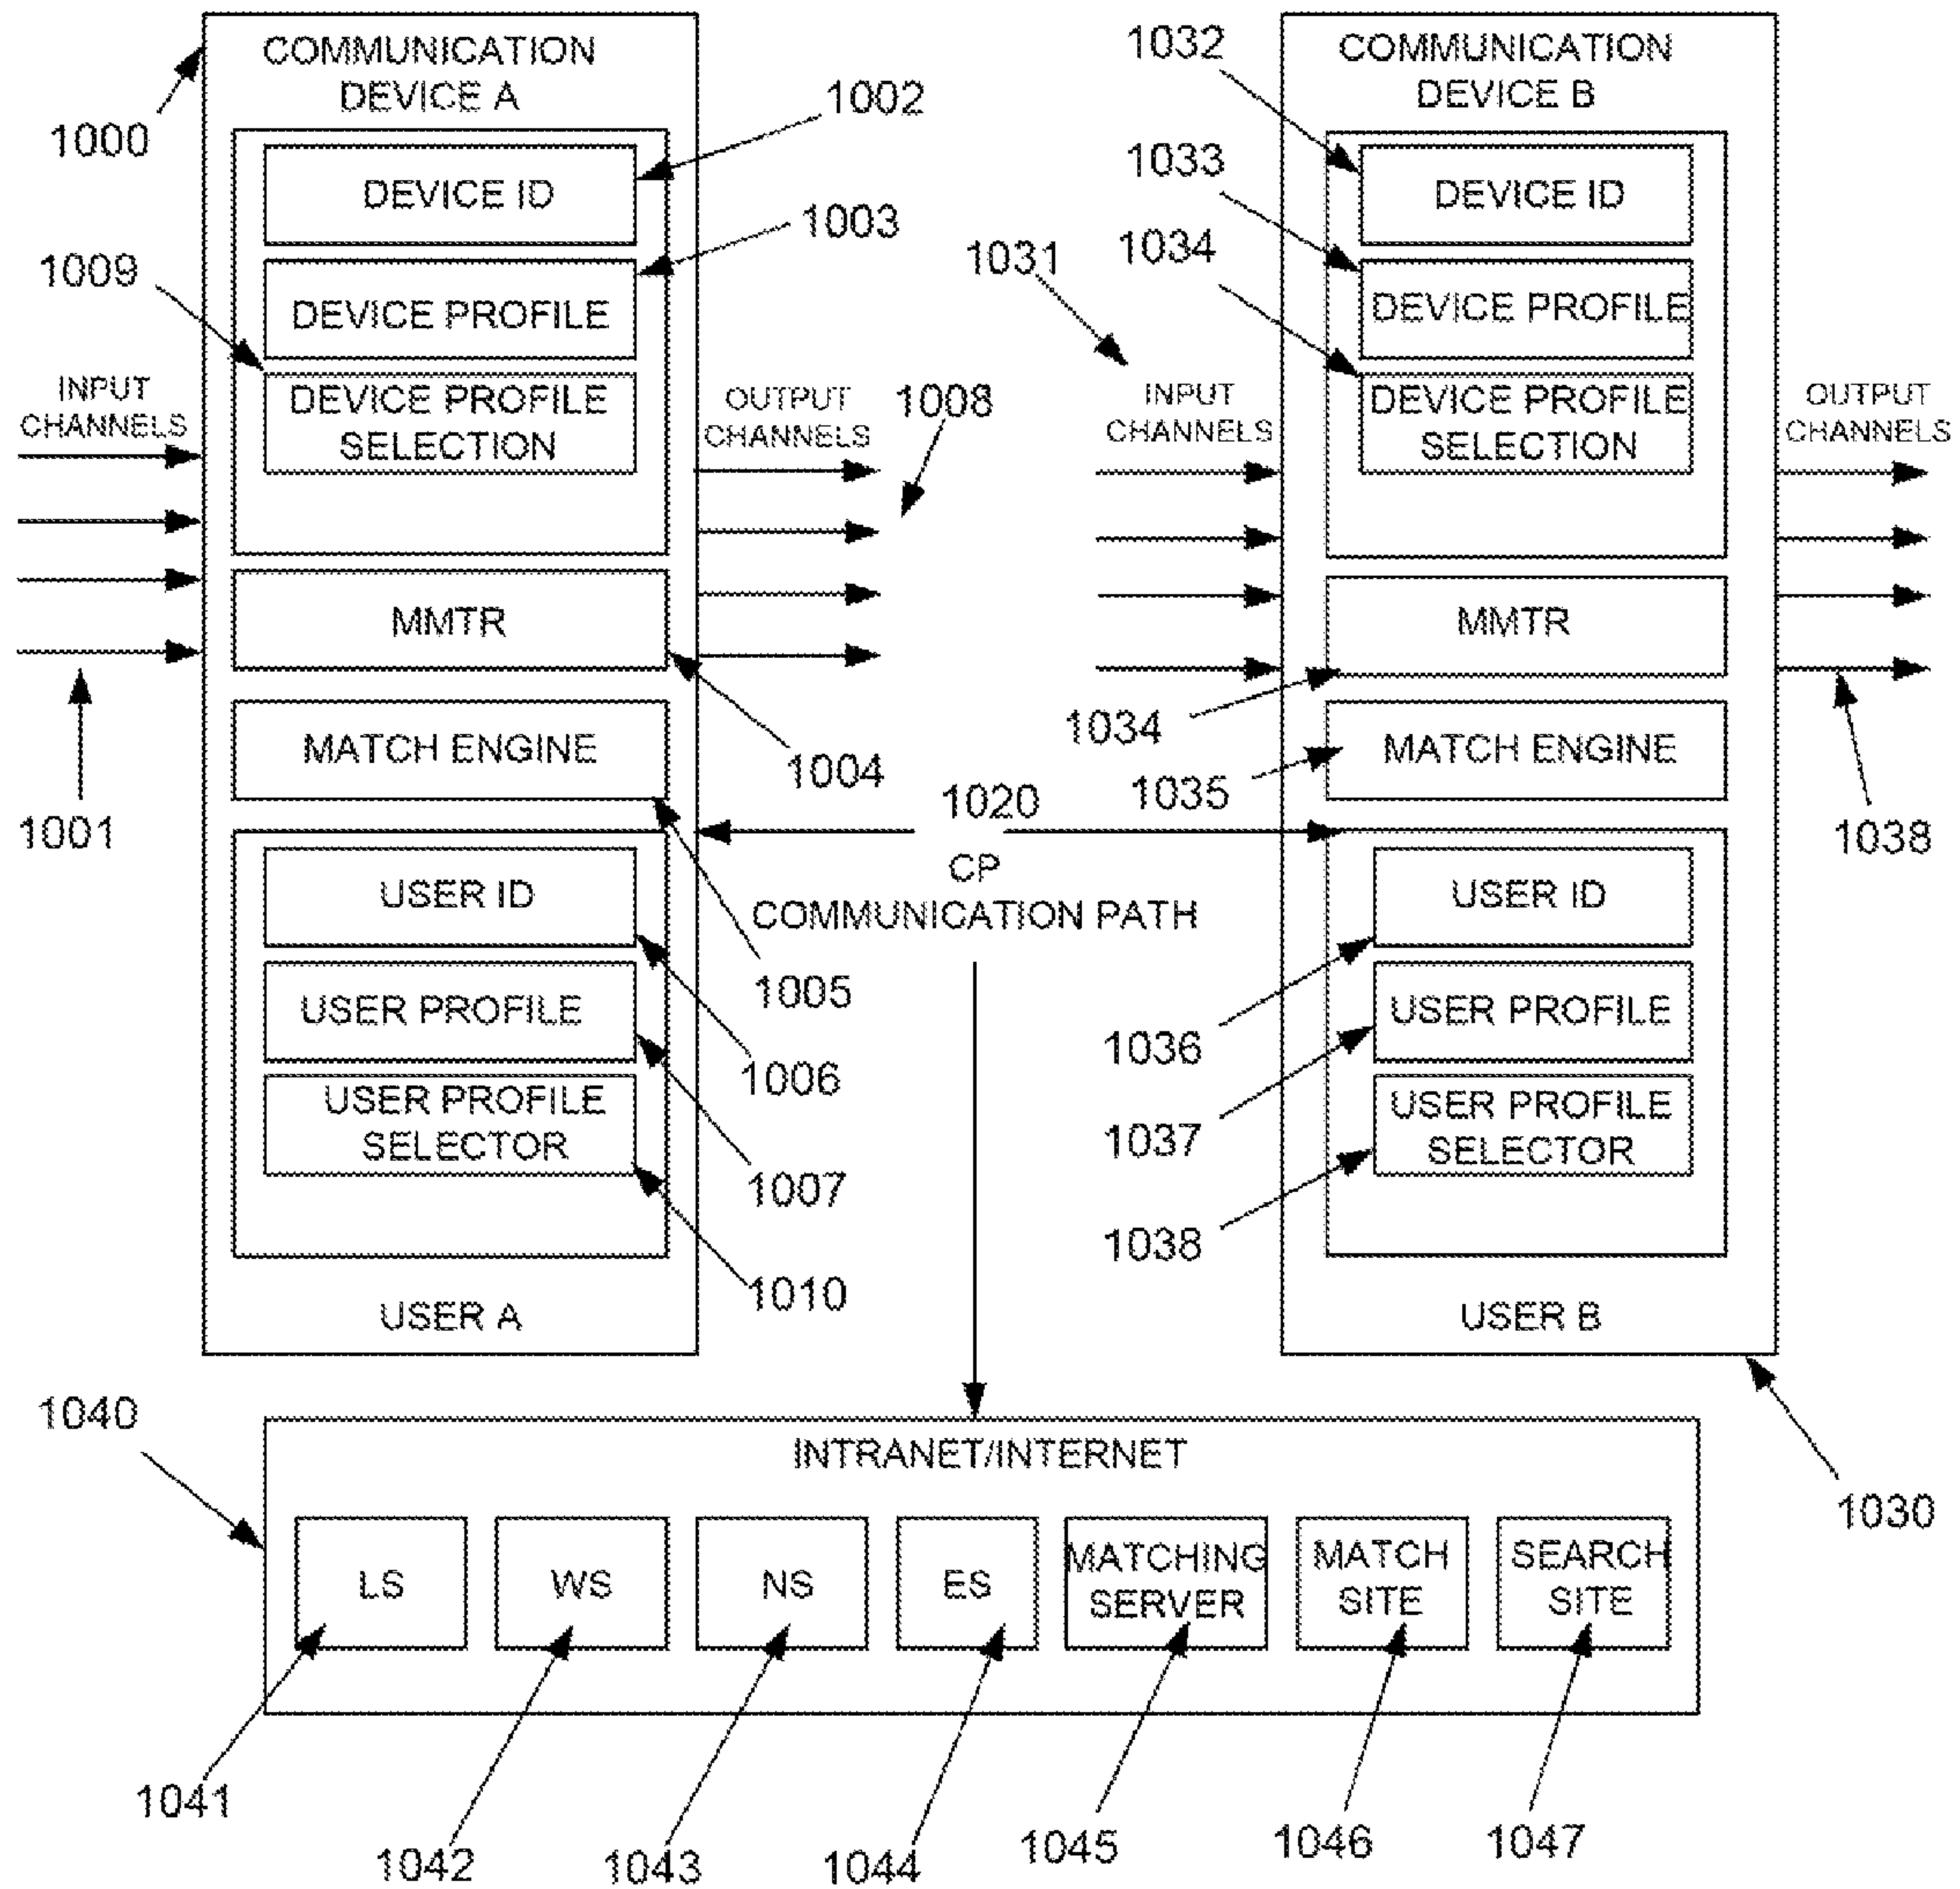 COMMUNICATION
DEVICE A
1000
1002
DEVICE ID
1003
DEVICE PROFILE
1009
DEVICE PROFILE
SELECTION
INPUT
CHANNELS
OUTPUT
CHANNELS
1008
MMTR
1004
MATCH ENGINE
1001
1005
USER ID
1006
USER PROFILE
1007
USER PROFILE
SELECTOR
1010
USER A
1020
CP
COMMUNICATION PATH
COMMUNICATION
DEVICE B
1032
DEVICE ID
1033
DEVICE PROFILE
1034
DEVICE PROFILE
SELECTION
1031
INPUT
CHANNELS
OUTPUT
CHANNELS
MMTR
1034
MATCH ENGINE
1035
1038
USER ID
1036
USER PROFILE
1037
USER PROFILE
SELECTOR
1038
USER B
1030
1040
INTRANET/INTERNET
LS
WS
NS
ES
MATCHING
SERVER
MATCH
SITE
SEARCH
SITE
1041
1042
1043
1044
1045
1046
1047